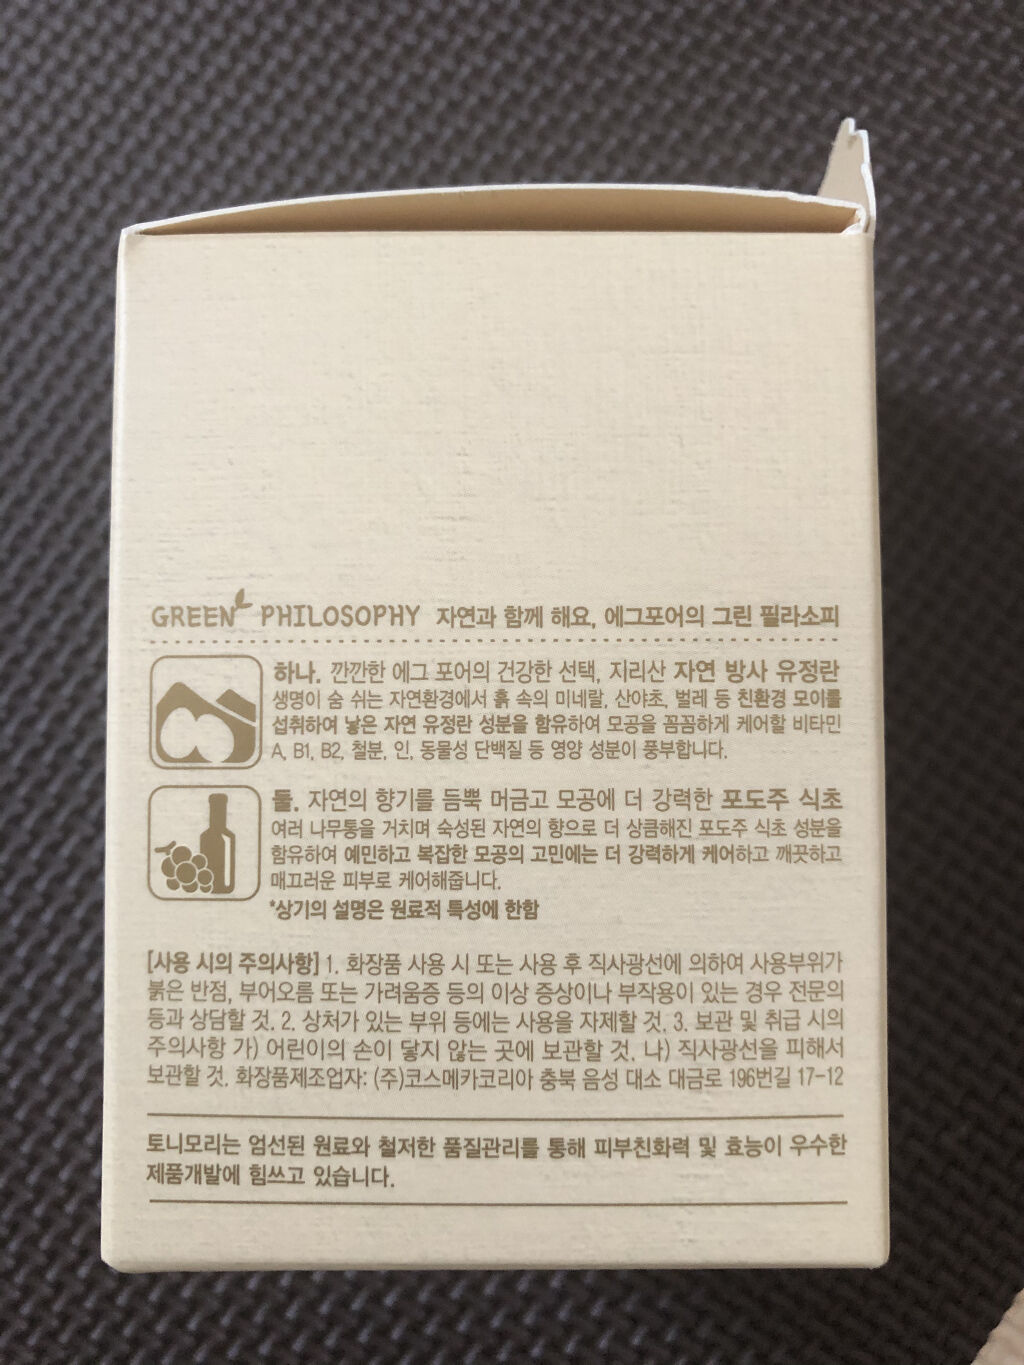 GREEN PHILOSOPHY 자연과 함께 해요, 에그포어의 그린 필라소피
하나. 깐깐한 에그 포어의 건강한 선택, 지리산 자연 방사 유정란
생명이 숨 쉬는 자연환경에서 흙 속의 미네랄, 산야초, 벌레 등 친환경 모이를
섭취하여 낳은 자연 유정란 성분을 함유하여 모공을 꼼꼼하게 케어할 비타민
A, B1, B2, 철분, 인, 동물성 단백질 등 영양 성분이 풍부합니다.
둘. 자연의 향기를 듬뿍 머금고 모공에 더 강력한 포도주 식초
여러 나무통을 거치며 숙성된 자연의 향으로 더 상큼해진 포도주 식초 성분을
함유하여 예민하고 복잡한 모공의 고민에는 더 강력하게 케어하고 깨끗하고
매끄러운 피부로 케어해줍니다.
*상기의 설명은 원료적 특성에 한함
[사용 시의 주의사항] 1. 화장품 사용 시 또는 사용 후 직사광선에 의하여 사용부위가
붉은 반점, 부어오름 또는 가려움증 등의 이상 증상이나 부작용이 있는 경우 전문의
등과 상담할 것. 2. 상처가 있는 부위 등에는 사용을 자제할 것. 3. 보관 및 취급 시의
주의사항 가) 어린이의 손이 닿지 않는 곳에 보관할 것. 나) 직사광선을 피해서
보관할 것. 화장품제조업자: (주)코스메카코리아 충북 음성 대소 대금로 196번길 17-12
토니모리는 엄선된 원료와 철저한 품질관리를 통해 피부친화력 및 효능이 우수한
제품개발에 힘쓰고 있습니다.